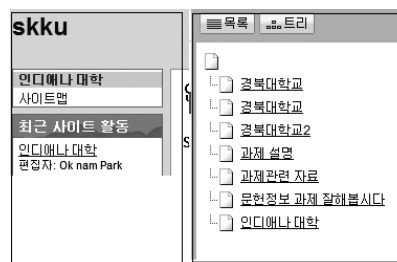 skku
인디애나 대학
사이트맵
최근 사이트 활동
인디애나 대학
편집자: Ok nam Park
목록 트리
경북대학교
경북대학교
경북대학교2
과제 설명
과제관련 자료
문헌정보 과제 잘해봅시다
인디애나 대학